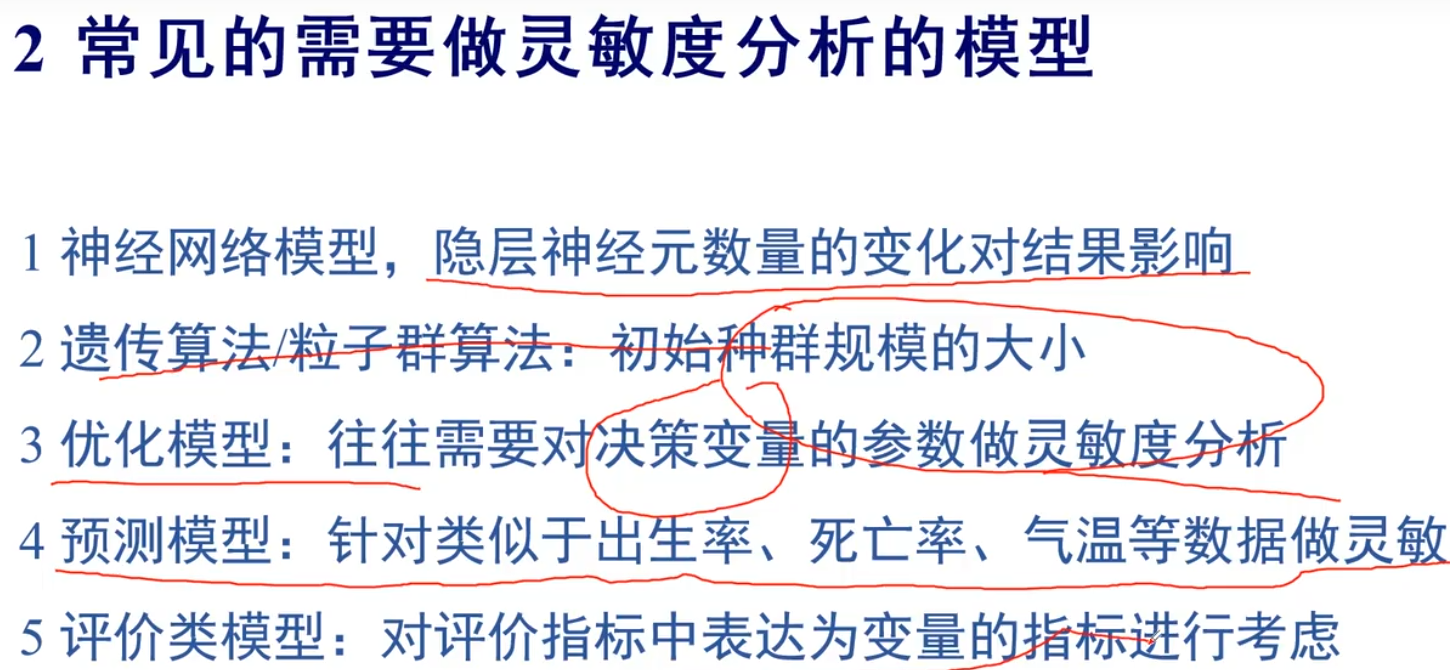 2 常见的需要做灵敏度分析的模型
1 神经网络模型，隐层神经元数量的变化对结果影响
2 遗传算法/粒子群算法：初始种群规模的大小
3 优化模型：往往需要对决策变量的参数做灵敏度分析
4 预测模型：针对类似于出生率、死亡率、气温等数据做灵敏
5 评价类模型：对评价指标中表达为变量的指标进行考虑